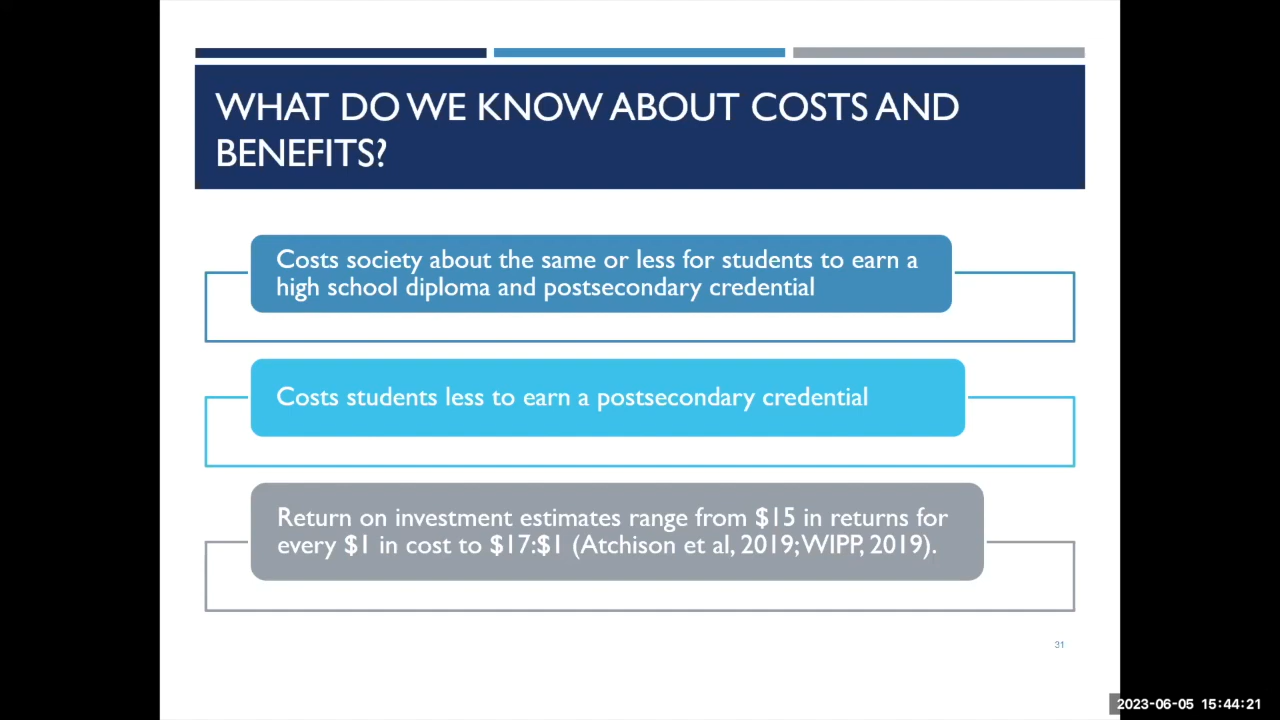 WHAT DO WE KNOW ABOUT COSTS AND
BENEFITS?
Costs society about the same or less for students to earn a
high school diploma and postsecondary credential
Costs students less to earn a postsecondary credential
Return on investment estimates range from $15 in returns for
every $1 in cost to $17:$1 (Atchison et al, 2019; WIPP, 2019).
31
2023-06-05 15:44:21